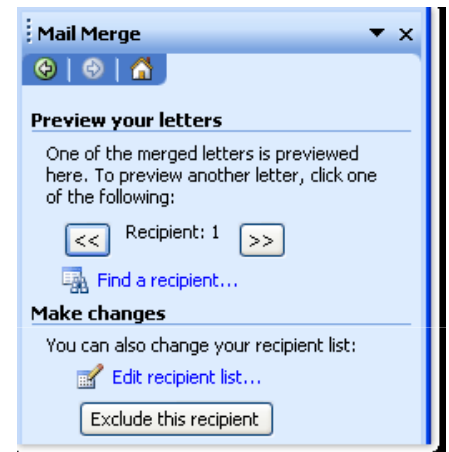 Mail Merge
Preview your letters
One of the merged letters is previewed
here. To preview another letter, click one
of the following:
<< Recipient: 1 >>
Find a recipient...
Make changes
You can also change your recipient list:
Edit recipient list...
Exclude this recipient